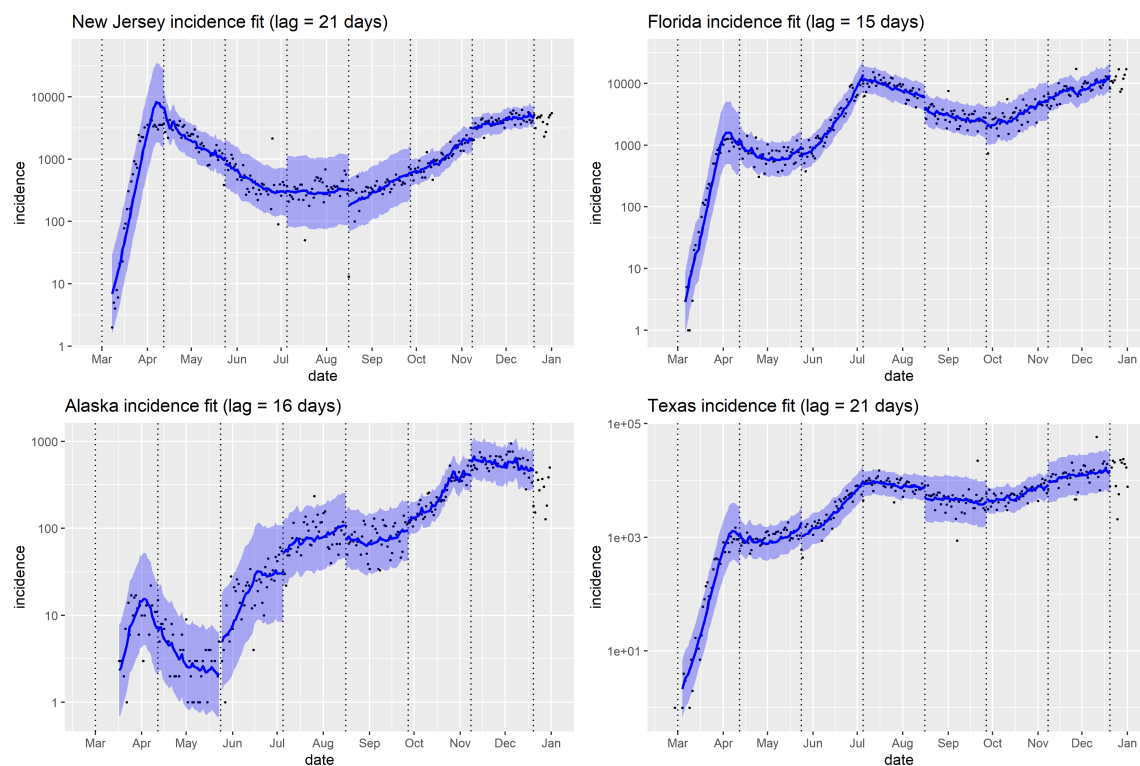 New Jersey incidence fit (lag = 21 days)
incidence
10000
1000
100
10
1
Mar Apr May Jun Jul Aug Sep Oct Nov Dec Jan
date
Florida incidence fit (lag = 15 days)
incidence
10000
1000
100
10
1
Mar Apr May Jun Jul Aug Sep Oct Nov Dec Jan
date
Alaska incidence fit (lag = 16 days)
incidence
1000
100
10
1
Mar Apr May Jun Jul Aug Sep Oct Nov Dec Jan
date
Texas incidence fit (lag = 21 days)
incidence
1e+05
1e+03
1e+01
Mar Apr May Jun Jul Aug Sep Oct Nov Dec Jan
date